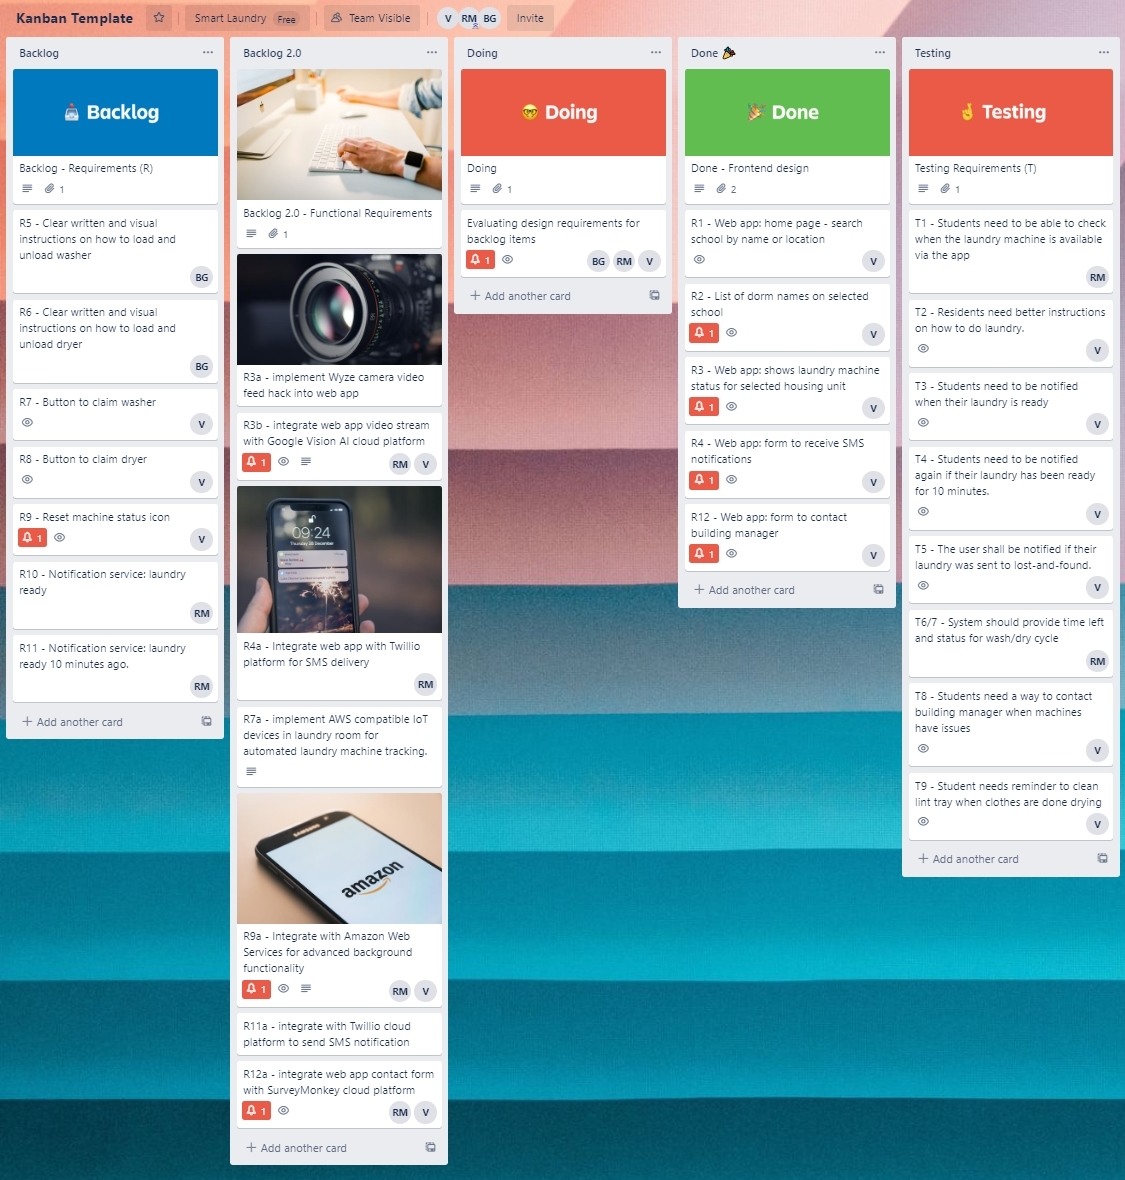 Kanban Template
Smart Laundry Free
Team Visible
V RM BG
Invite
Backlog
Backlog
Backlog - Requirements (R)
1
R5 - Clear written and visual
instructions on how to load and
unload washer
BG
R6 - Clear written and visual
instructions on how to load and
unload dryer
BG
R7 - Button to claim washer
V
R8 - Button to claim dryer
V
R9 - Reset machine status icon
1
V
R10 - Notification service: laundry
ready
RM
R11 - Notification service: laundry
ready 10 minutes ago.
RM
+ Add another card
Backlog 2.0
Backlog 2.0 - Functional Requirements
1
R3a - implement Wyze camera video
feed hack into web app
R3b - integrate web app video stream
with Google Vision AI cloud platform
1
RM V
09:24
R4a - Integrate web app with Twillio
platform for SMS delivery
RM
R7a - implement AWS compatible IoT
devices in laundry room for
automated laundry machine tracking.
SAMSUNG
amazon
R9a - Integrate with Amazon Web
Services for advanced background
functionality
1
RM V
R11a - integrate with Twillio cloud
platform to send SMS notification
R12a - integrate web app contact form
with SurveyMonkey cloud platform
1
RM V
+ Add another card
Doing
Doing
Doing
1
Evaluating design requirements for
backlog items
1
BG RM V
+ Add another card
Done
Done
Done - Frontend design
2
R1 - Web app: home page - search
school by name or location
V
R2 - List of dorm names on selected
school
1
V
R3 - Web app: shows laundry machine
status for selected housing unit
1
V
R4 - Web app: form to receive SMS
notifications
1
V
R12 - Web app: form to contact
building manager
1
V
+ Add another card
Testing
Testing
Testing Requirements (T)
1
T1 - Students need to be able to check
when the laundry machine is available
via the app
RM
T2 - Residents need better instructions
on how to do laundry.
V
T3 - Students need to be notified
when their laundry is ready
V
T4 - Students need to be notified
again if their laundry has been ready
for 10 minutes.
V
T5 - The user shall be notified if their
laundry was sent to lost-and-found.
V
T6/7 - System should provide time left
and status for wash/dry cycle
RM
T8 - Students need a way to contact
building manager when machines
have issues
V
T9 - Student needs reminder to clean
lint tray when clothes are done drying
V
+ Add another card